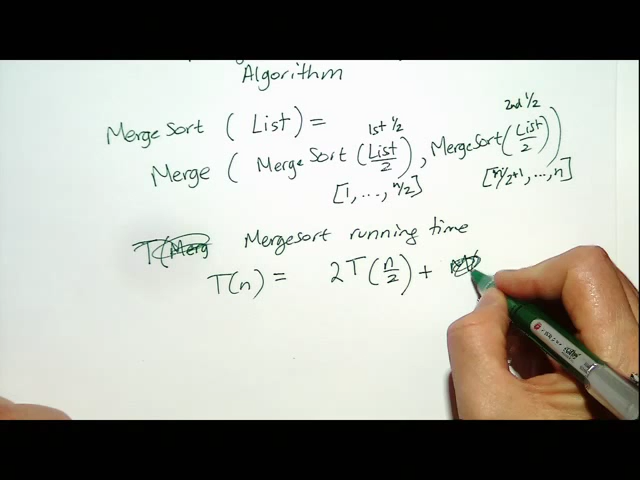 Algorithm
MergeSort ( List ) =
1st 1/2 2nd 1/2
Merge ( MergeSort (List/2) , MergeSort (List/2) )
[1, ..., n/2] [n/2+1, ..., n]
Mergesort running time
T(n) = 2T(n/2) +